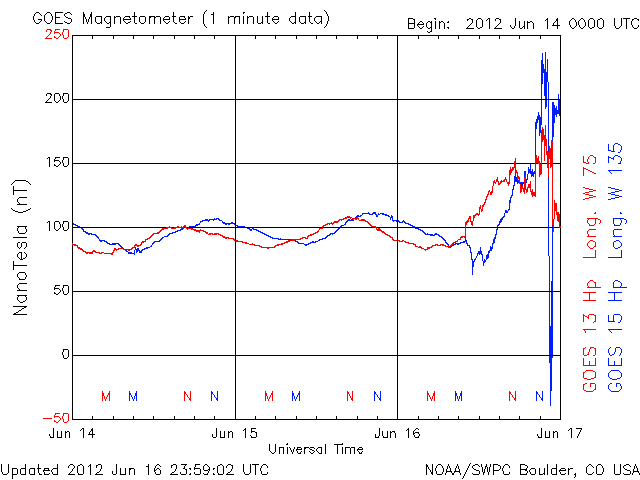 GOES Magnetometer (1 minute data)
Begin: 2012 Jun 14 0000 UTC
250
200
150
100
50
0
-50
NanoTesla (nT)
M M N N M M N N M M N N
Jun 14 Jun 15 Jun 16 Jun 17
Universal Time
GOES 13 Hp Long. W 75
GOES 15 Hp Long. W 135
Updated 2012 Jun 16 23:59:02 UTC
NOAA/SWPC Boulder, CO USA